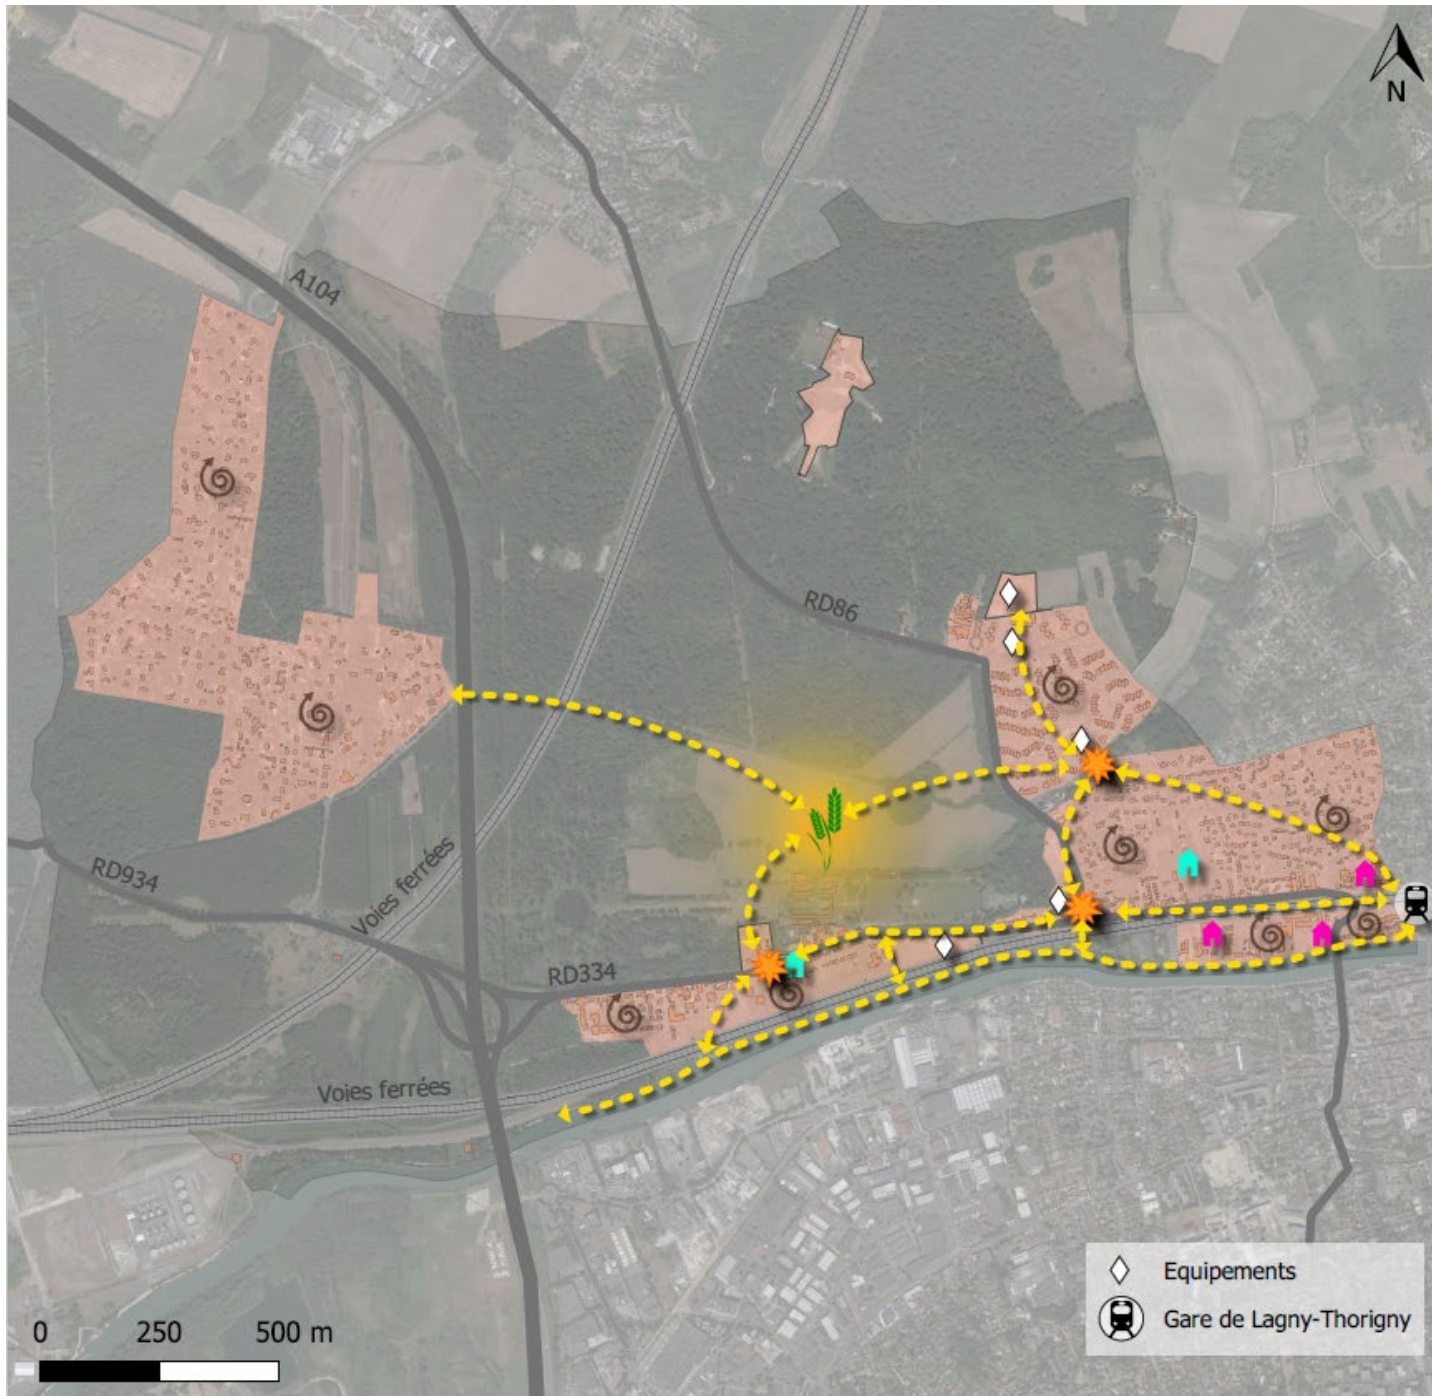 N
A104
RD86
RD934
Voies ferrées
RD334
Voies ferrées
Equipements
Gare de Lagny-Thorigny
0 250 500 m